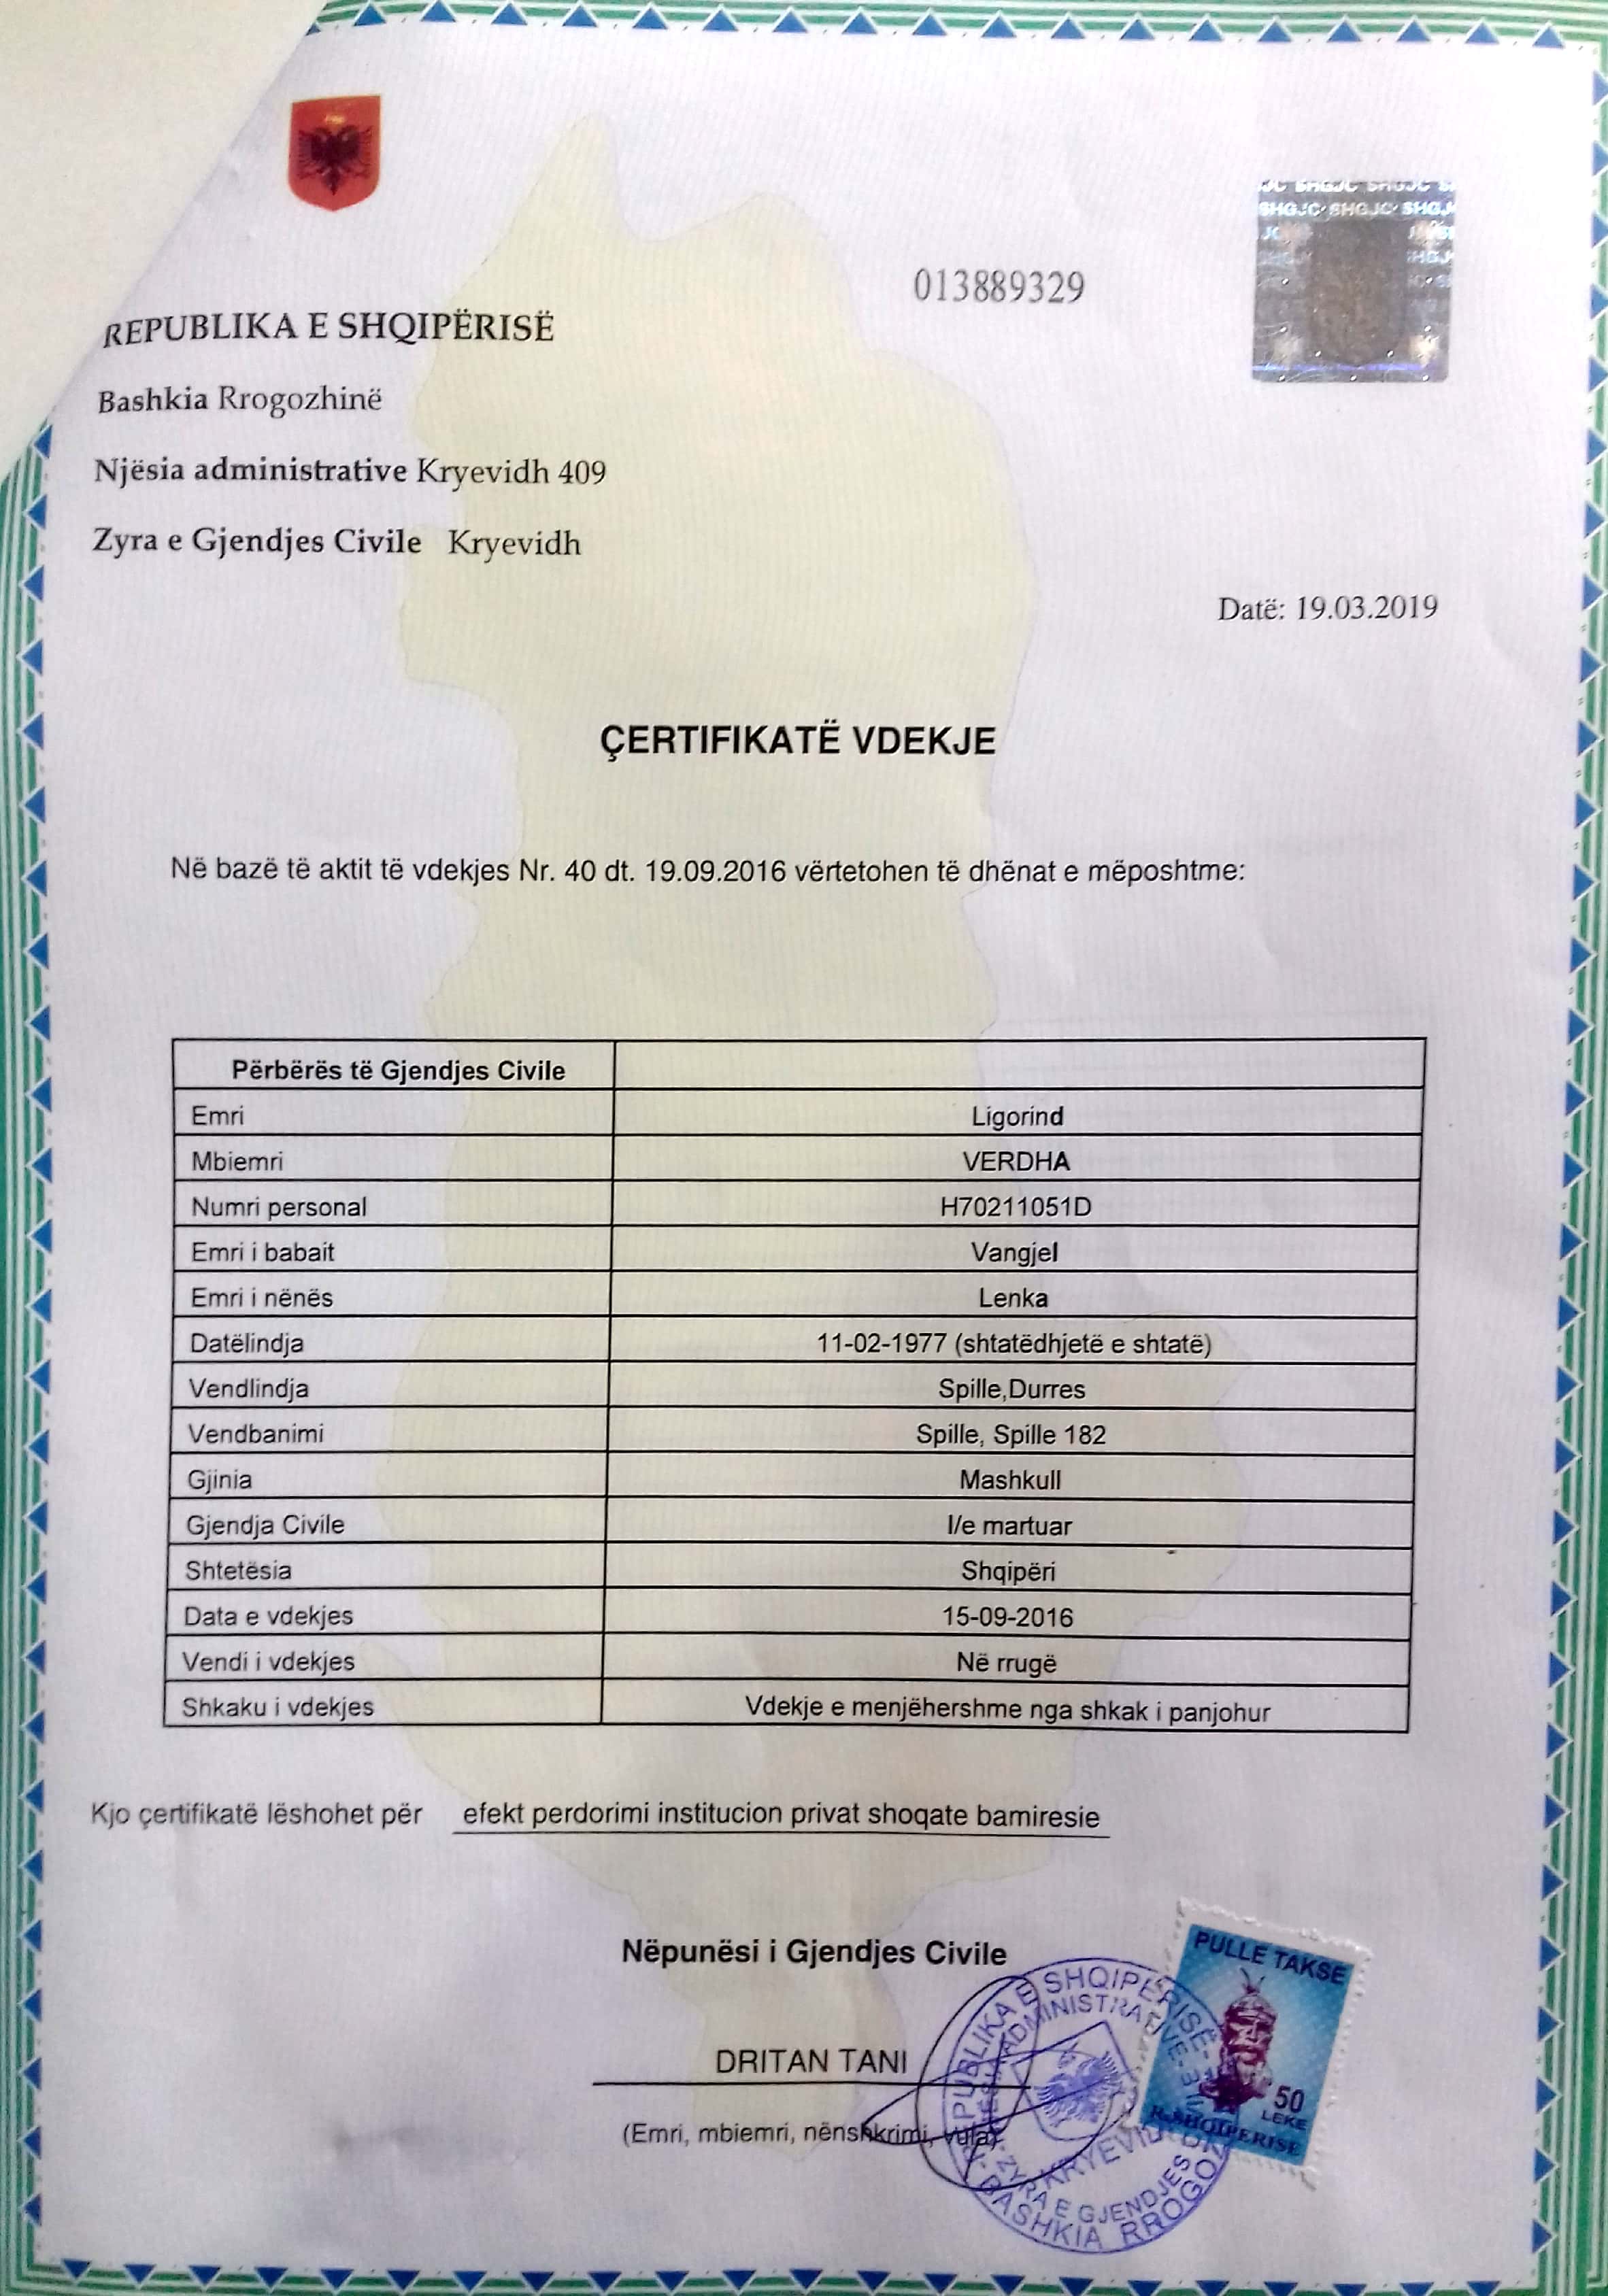 013889329
REPUBLIKA E SHQIPËRISË
Bashkia Rrogozhinë
Njësia administrative Kryevidh 409
Zyra e Gjendjes Civile Kryevidh
Datë: 19.03.2019
ÇERTIFIKATË VDEKJE
Në bazë të aktit të vdekjes Nr. 40 dt. 19.09.2016 vërtetohen të dhënat e mëposhtme:
Përbërës të Gjendjes Civile
Emri Ligorind
Mbiemri VERDHA
Numri personal H70211051D
Emri i babait Vangjel
Emri i nënës Lenka
Datëlindja 11-02-1977 (shtatëdhjetë e shtatë)
Vendlindja Spille,Durres
Vendbanimi Spille, Spille 182
Gjinia Mashkull
Gjendja Civile I/e martuar
Shtetësia Shqipëri
Data e vdekjes 15-09-2016
Vendi i vdekjes Në rrugë
Shkaku i vdekjes Vdekje e menjëhershme nga shkak i panjohur
Kjo çertifikatë lëshohet për efekt perdorimi institucion privat shoqate bamiresie
Nëpunësi i Gjendjes Civile
DRITAN TANI
(Emri, mbiemri, nënshkrimi, vula)
PULLE TAKSE
50
LEKE
R.SHQIPERISE
E SHQIPËRISË
ZYRA E GJENDJES
BASHKIA
SHGJC SHGJC